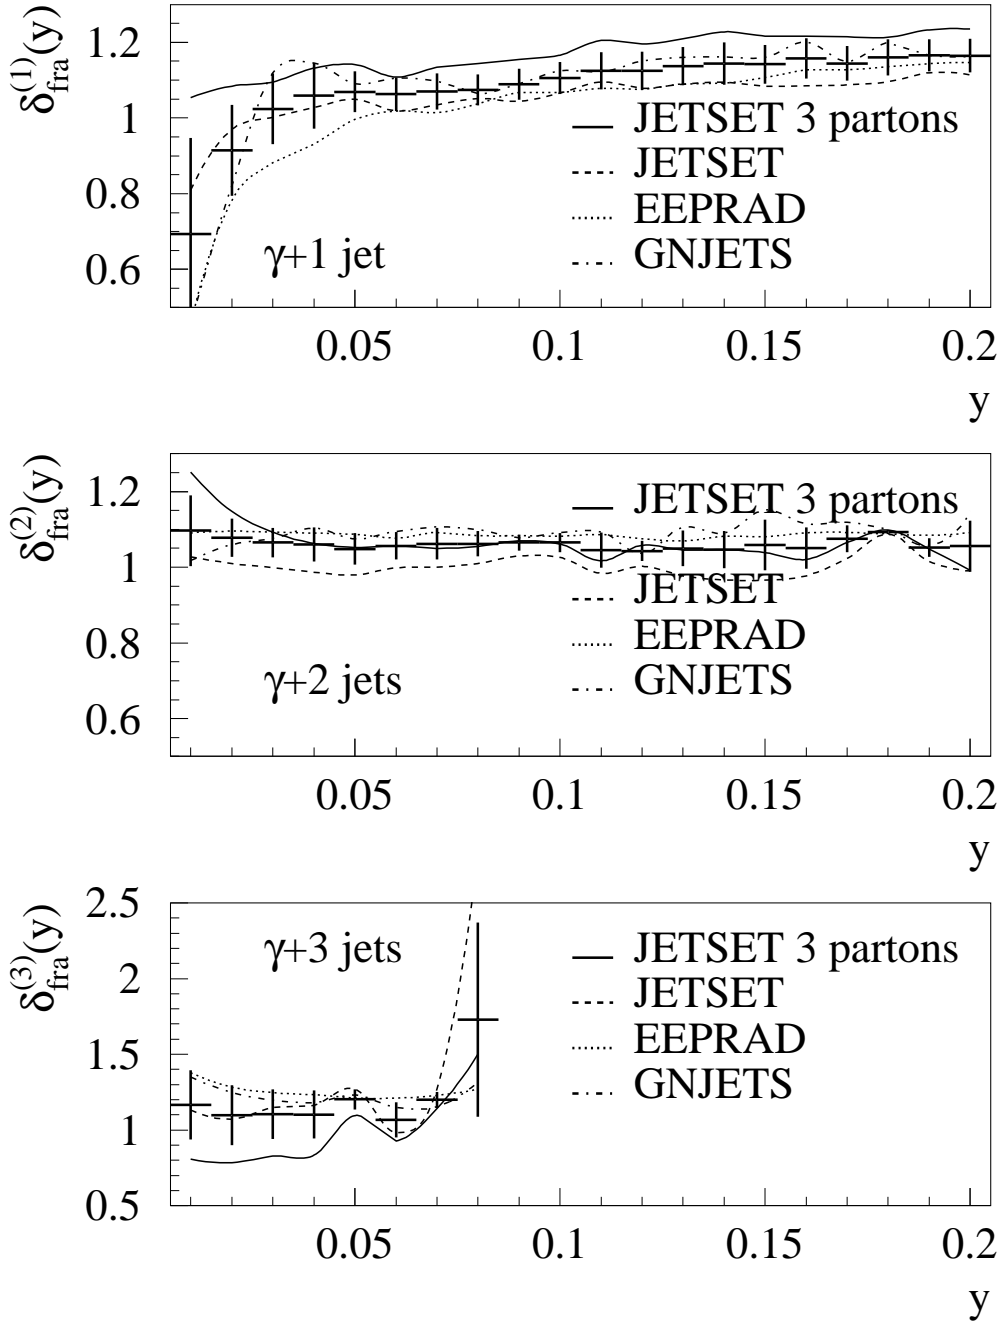 δ_fra^(1)(y)
1.2
1
0.8
0.6
JETSET 3 partons
JETSET
EEPRAD
GNJETS
γ+1 jet
0.05 0.1 0.15 0.2
y
δ_fra^(2)(y)
1.2
1
0.8
0.6
JETSET 3 partons
JETSET
EEPRAD
GNJETS
γ+2 jets
0.05 0.1 0.15 0.2
y
δ_fra^(3)(y)
2.5
2
1.5
1
0.5
γ+3 jets
JETSET 3 partons
JETSET
EEPRAD
GNJETS
0.05 0.1 0.15 0.2
y